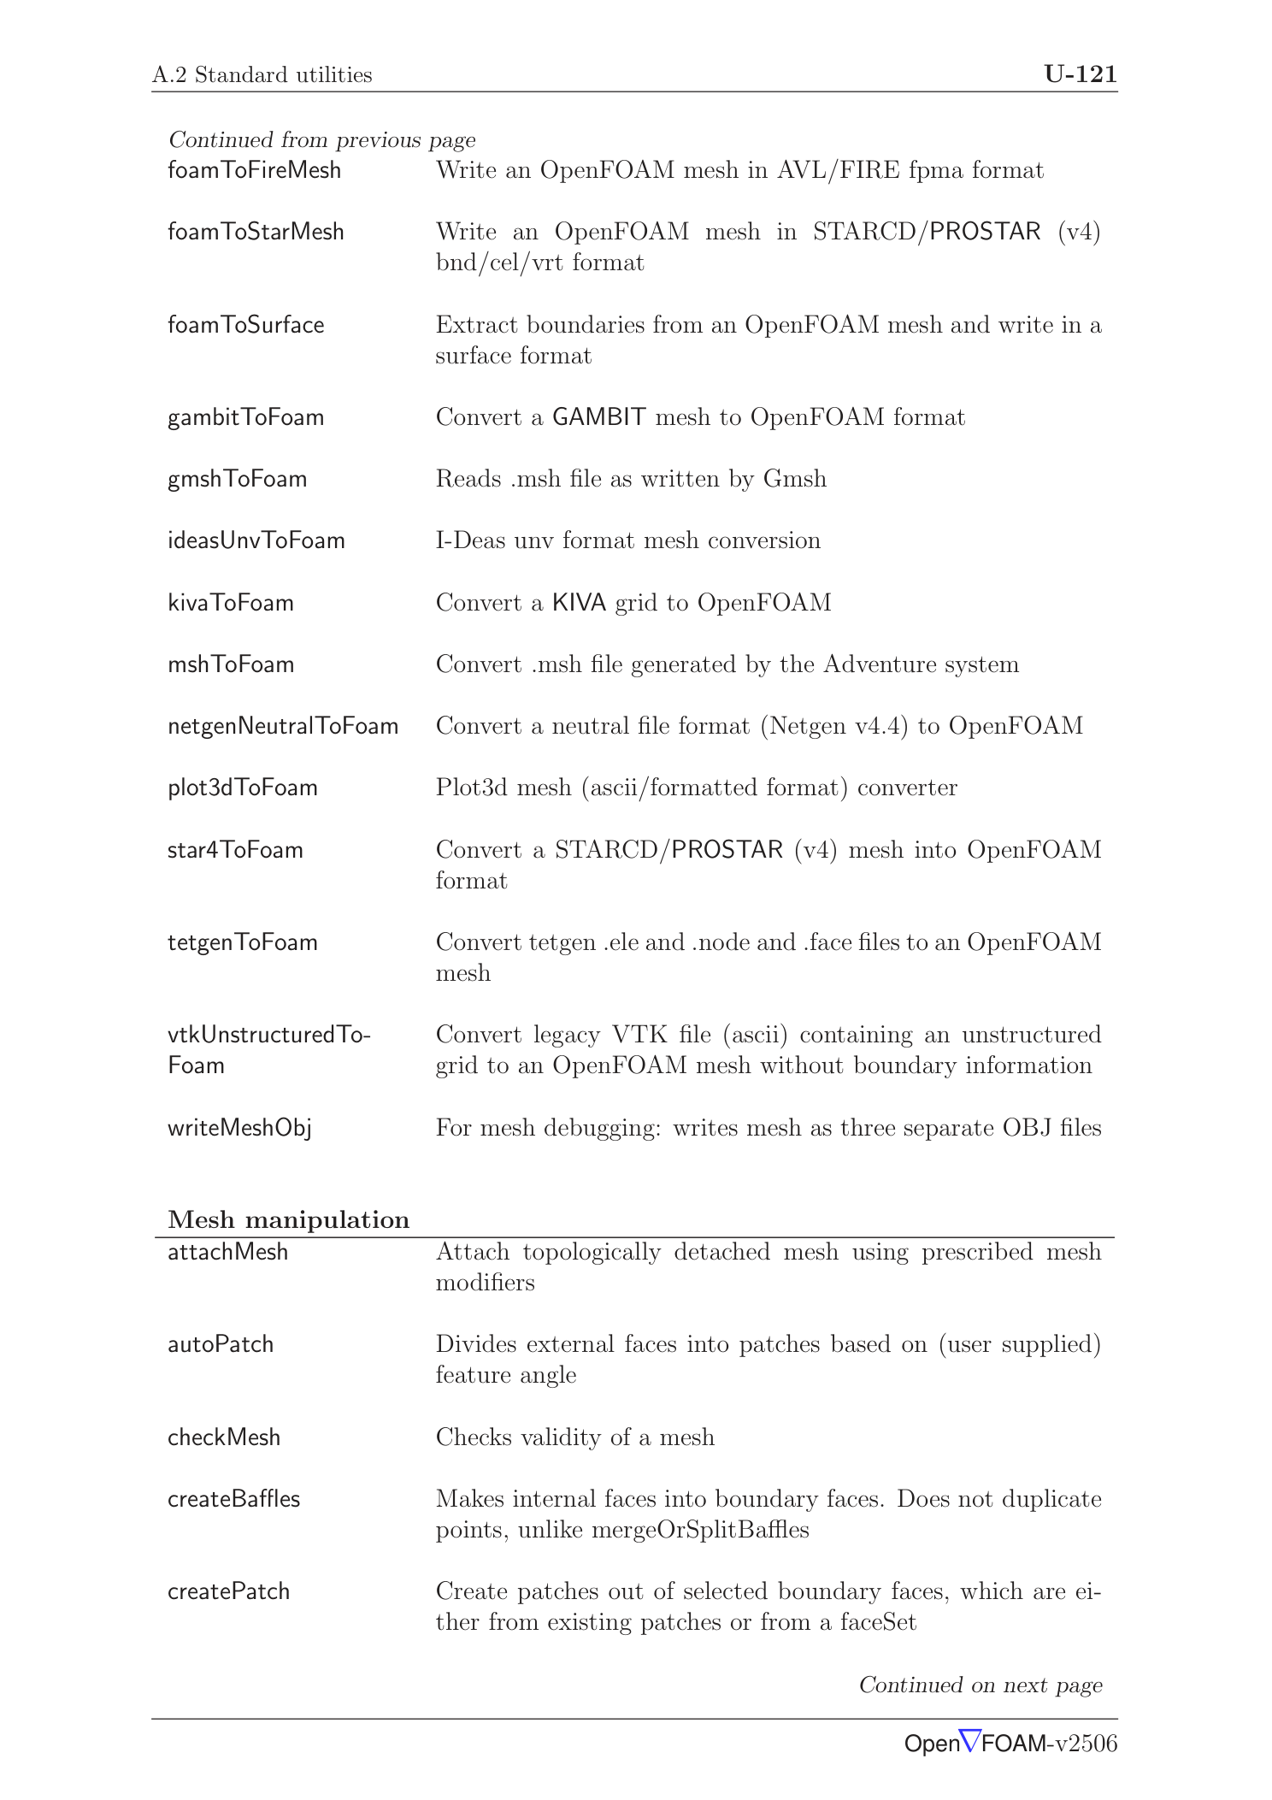 A.2 Standard utilities U-121
Continued from previous page
foamToFireMesh Write an OpenFOAM mesh in AVL/FIRE fpma format
foamToStarMesh Write an OpenFOAM mesh in STARCD/PROSTAR (v4)
bnd/cel/vrt format
foamToSurface Extract boundaries from an OpenFOAM mesh and write in a
surface format
gambitToFoam Convert a GAMBIT mesh to OpenFOAM format
gmshToFoam Reads .msh file as written by Gmsh
ideasUnvToFoam I-Deas unv format mesh conversion
kivaToFoam Convert a KIVA grid to OpenFOAM
mshToFoam Convert .msh file generated by the Adventure system
netgenNeutralToFoam Convert a neutral file format (Netgen v4.4) to OpenFOAM
plot3dToFoam Plot3d mesh (ascii/formatted format) converter
star4ToFoam Convert a STARCD/PROSTAR (v4) mesh into OpenFOAM
format
tetgenToFoam Convert tetgen .ele and .node and .face files to an OpenFOAM
mesh
vtkUnstructuredTo- Convert legacy VTK file (ascii) containing an unstructured
Foam grid to an OpenFOAM mesh without boundary information
writeMeshObj For mesh debugging: writes mesh as three separate OBJ files
Mesh manipulation
attachMesh Attach topologically detached mesh using prescribed mesh
modifiers
autoPatch Divides external faces into patches based on (user supplied)
feature angle
checkMesh Checks validity of a mesh
createBaffles Makes internal faces into boundary faces. Does not duplicate
points, unlike mergeOrSplitBaffles
createPatch Create patches out of selected boundary faces, which are ei-
ther from existing patches or from a faceSet
Continued on next page
Open∇FOAM-v2506